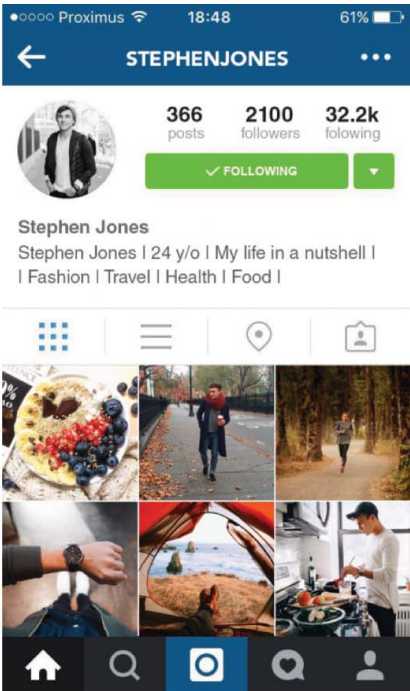 Proximus 18:48 61%
STEPHENJONES
366 2100 32.2k
posts followers folowing
FOLLOWING
Stephen Jones
Stephen Jones I 24 y/o I My life in a nutshell I
I Fashion I Travel I Health I Food I